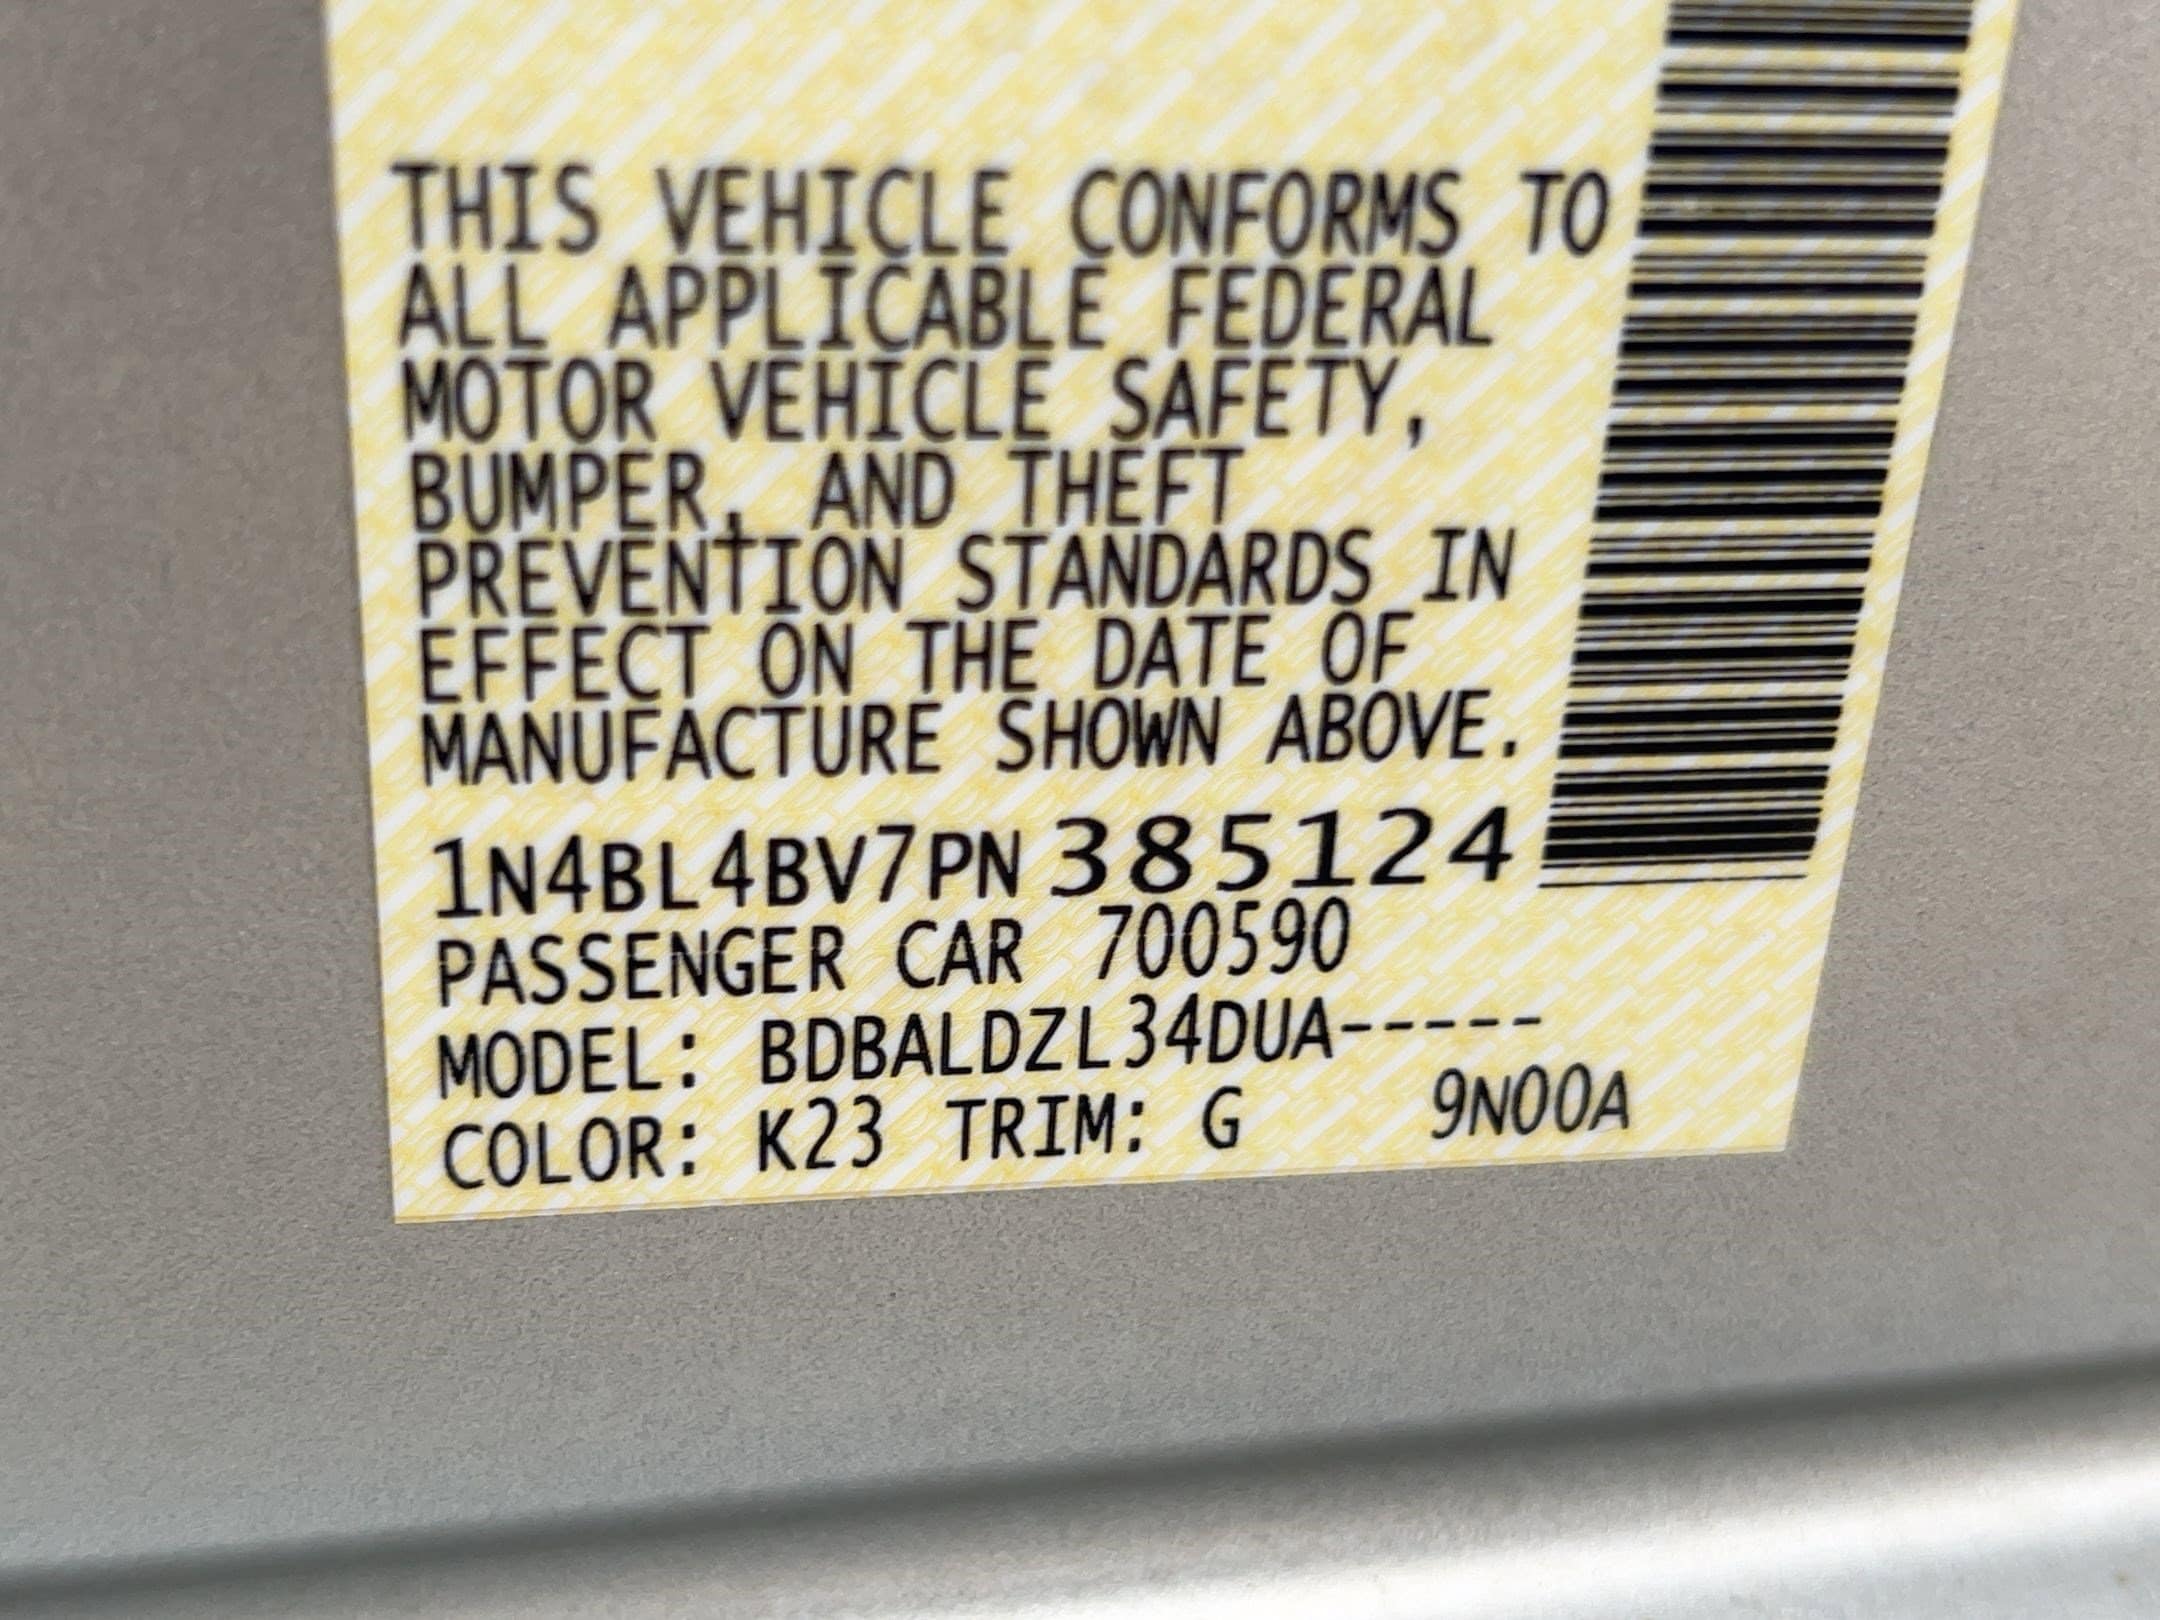 THIS VEHICLE CONFORMS TO
ALL APPLICABLE FEDERAL
MOTOR VEHICLE SAFETY,
BUMPER, AND THEFT
PREVENTION STANDARDS IN
EFFECT ON THE DATE OF
MANUFACTURE SHOWN ABOVE.
1N4BL4BV7PN385124
PASSENGER CAR 700590
MODEL: BDBALDZL34DUA-----
COLOR: K23 TRIM: G 9N00A